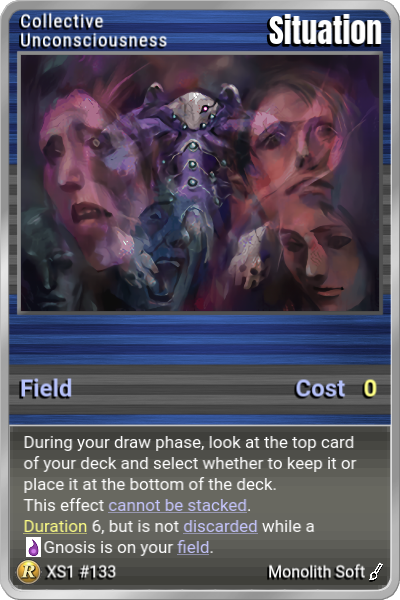 Collective
Unconsciousness
Situation
Field
Cost 0
During your draw phase, look at the top card
of your deck and select whether to keep it or
place it at the bottom of the deck.
This effect cannot be stacked.
Duration 6, but is not discarded while a
Gnosis is on your field.
R XS1 #133
Monolith Soft